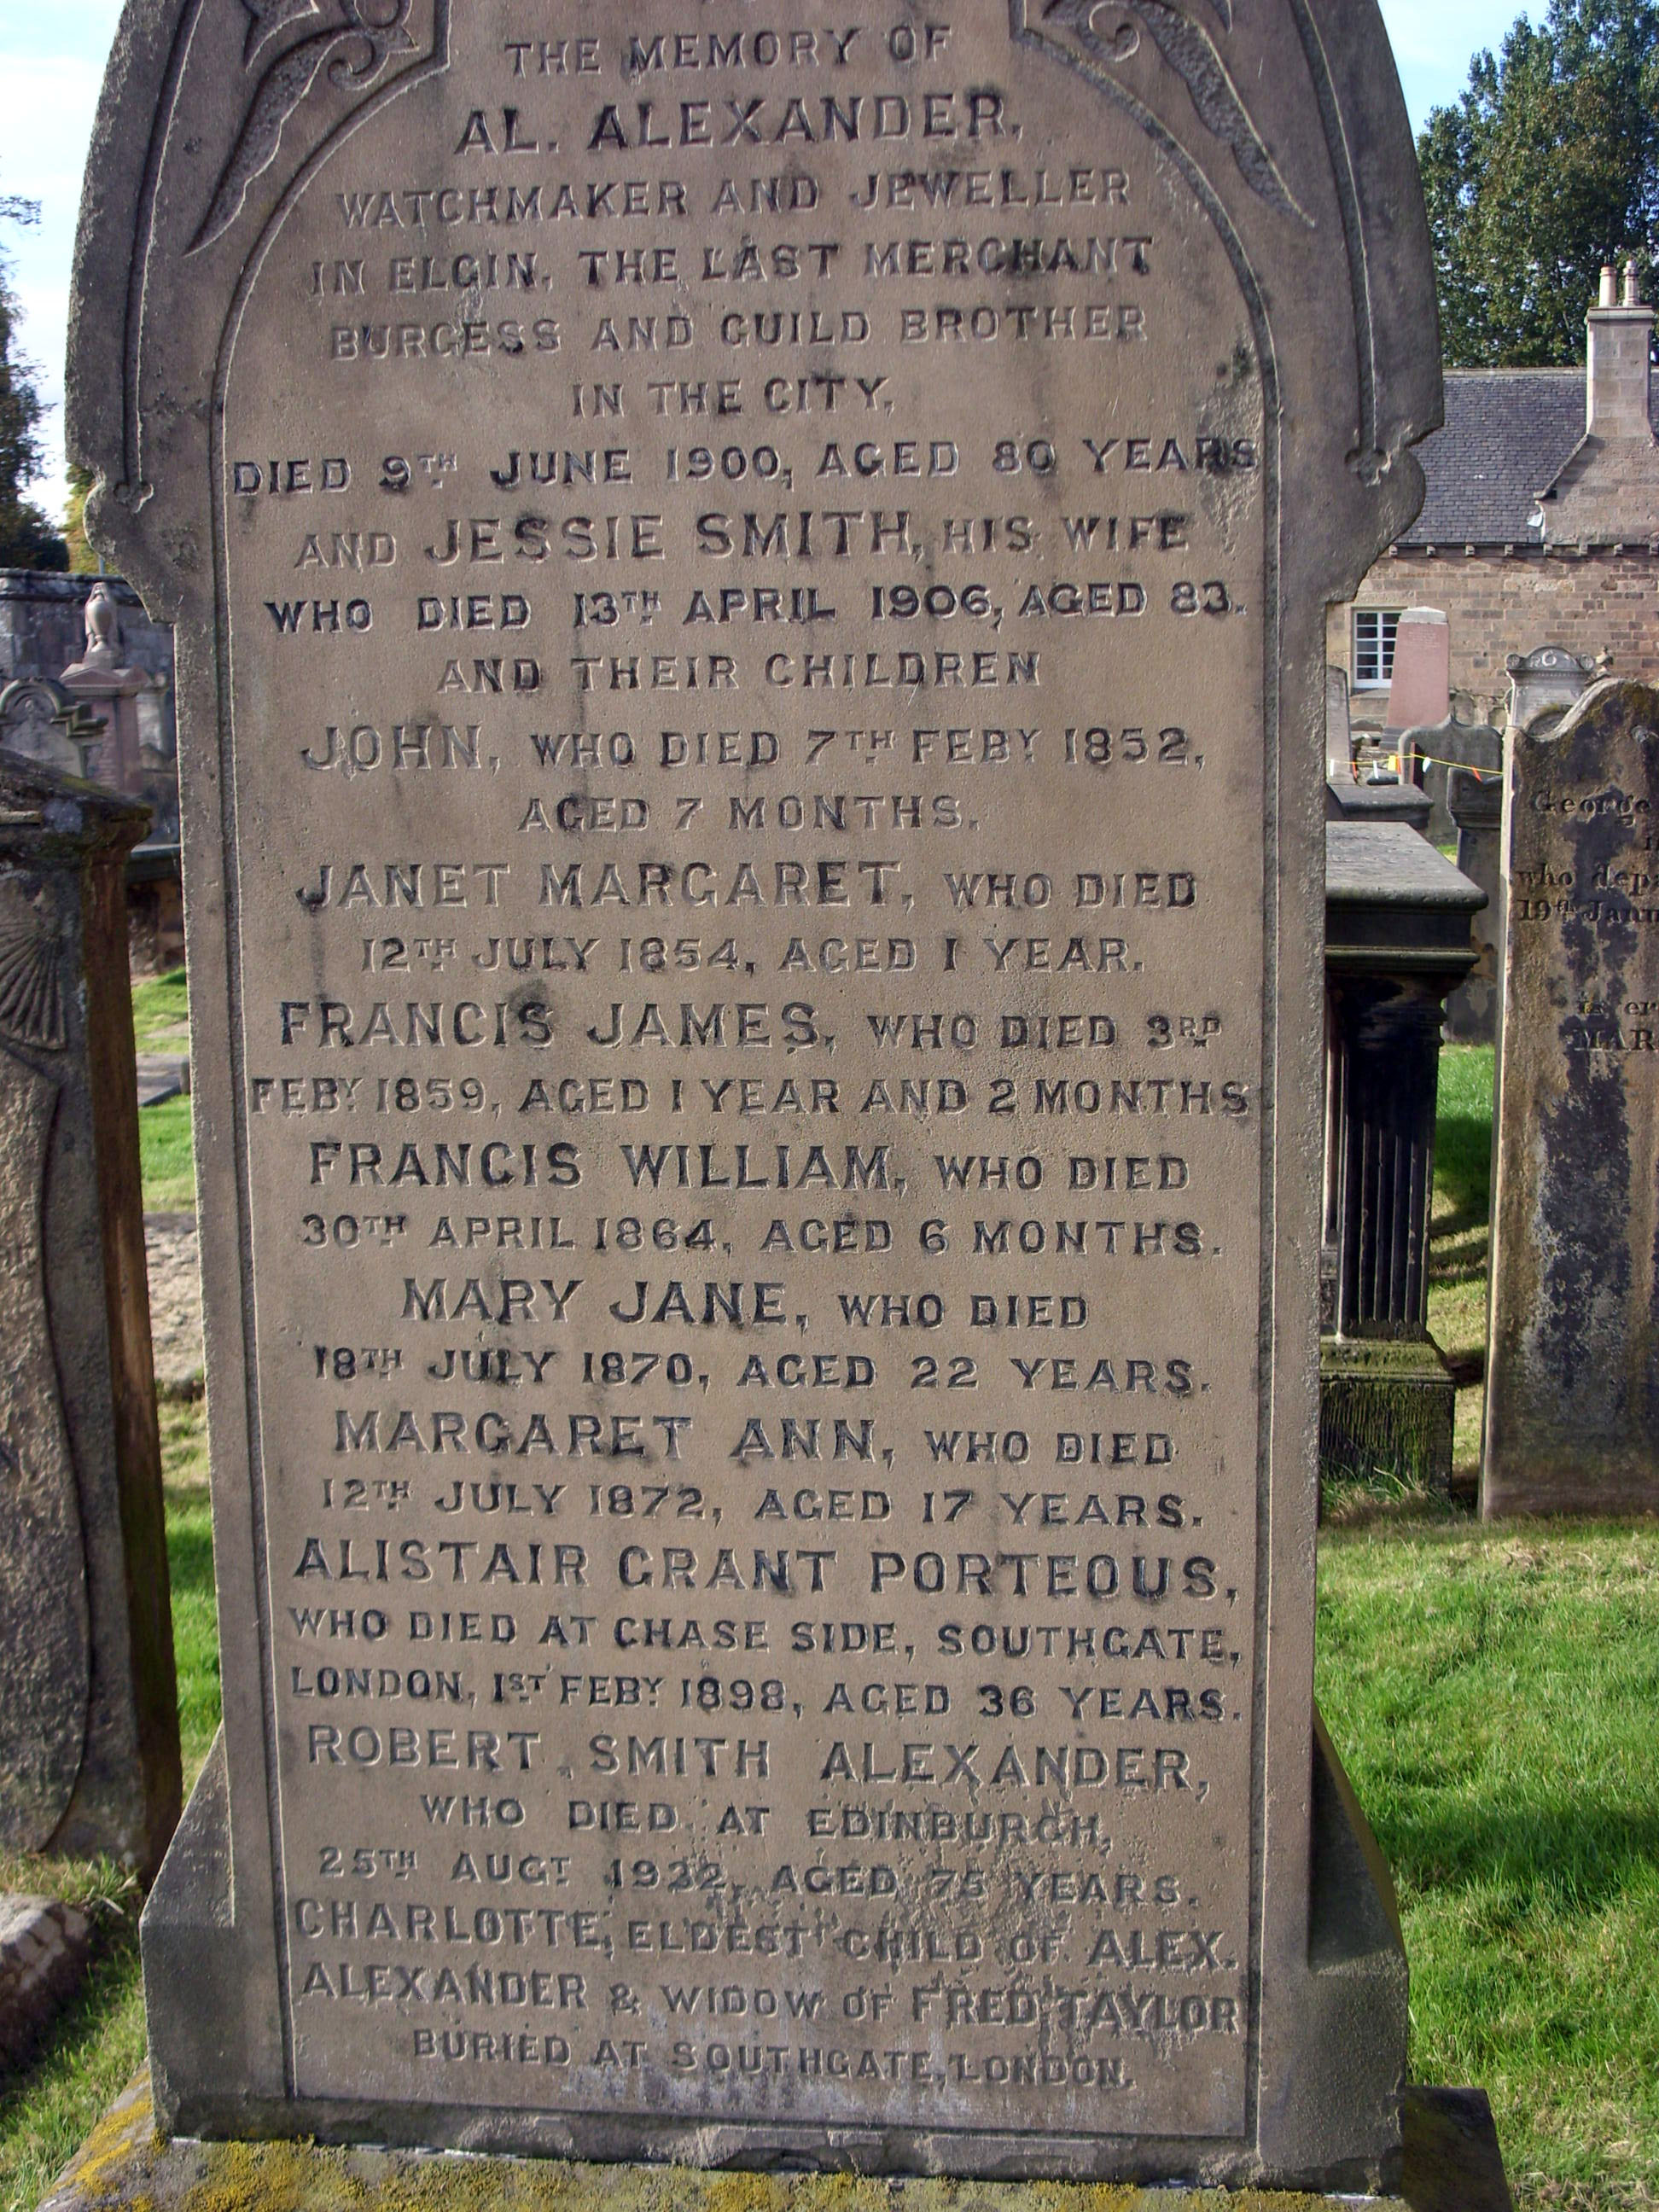 THE MEMORY OF
AL. ALEXANDER,
WATCHMAKER AND JEWELLER
IN ELGIN, THE LAST MERCHANT
BURGESS AND GUILD BROTHER
IN THE CITY,
DIED 9TH JUNE 1900, AGED 80 YEARS
AND JESSIE SMITH, HIS WIFE
WHO DIED 13TH APRIL 1906, AGED 83.
AND THEIR CHILDREN
JOHN, WHO DIED 7TH FEBY 1852,
AGED 7 MONTHS.
JANET MARGARET, WHO DIED
12TH JULY 1854, AGED 1 YEAR.
FRANCIS JAMES, WHO DIED 3RD
FEBY 1859, AGED 1 YEAR AND 2 MONTHS
FRANCIS WILLIAM, WHO DIED
30TH APRIL 1864, AGED 6 MONTHS.
MARY JANE, WHO DIED
18TH JULY 1870, AGED 22 YEARS.
MARGARET ANN, WHO DIED
12TH JULY 1872, AGED 17 YEARS.
ALISTAIR GRANT PORTEOUS,
WHO DIED AT CHASE SIDE, SOUTHGATE,
LONDON, 1ST FEBY 1898, AGED 36 YEARS.
ROBERT SMITH ALEXANDER,
WHO DIED AT EDINBURGH,
25TH AUGT 1932, AGED 75 YEARS.
CHARLOTTE, ELDEST CHILD OF ALEX.
ALEXANDER & WIDOW OF FRED TAYLOR
BURIED AT SOUTHGATE, LONDON.
George
who
19th